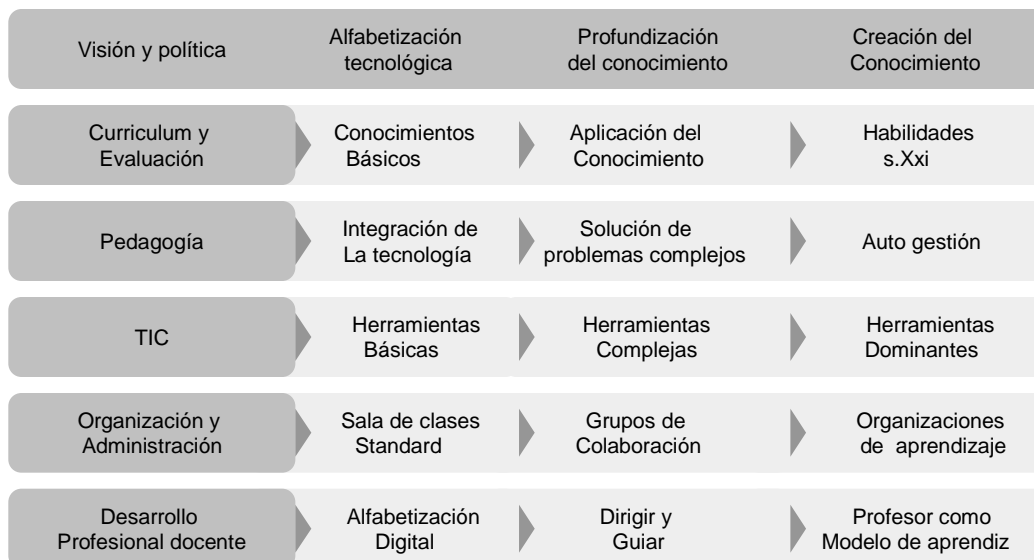 Visión y política
Alfabetización
tecnológica
Profundización
del conocimiento
Creación del
Conocimiento
Curriculum y
Evaluación
Conocimientos
Básicos
Aplicación del
Conocimiento
Habilidades
s.Xxi
Pedagogía
Integración de
La tecnología
Solución de
problemas complejos
Auto gestión
TIC
Herramientas
Básicas
Herramientas
Complejas
Herramientas
Dominantes
Organización y
Administración
Sala de clases
Standard
Grupos de
Colaboración
Organizaciones
de aprendizaje
Desarrollo
Profesional docente
Alfabetización
Digital
Dirigir y
Guiar
Profesor como
Modelo de aprendiz